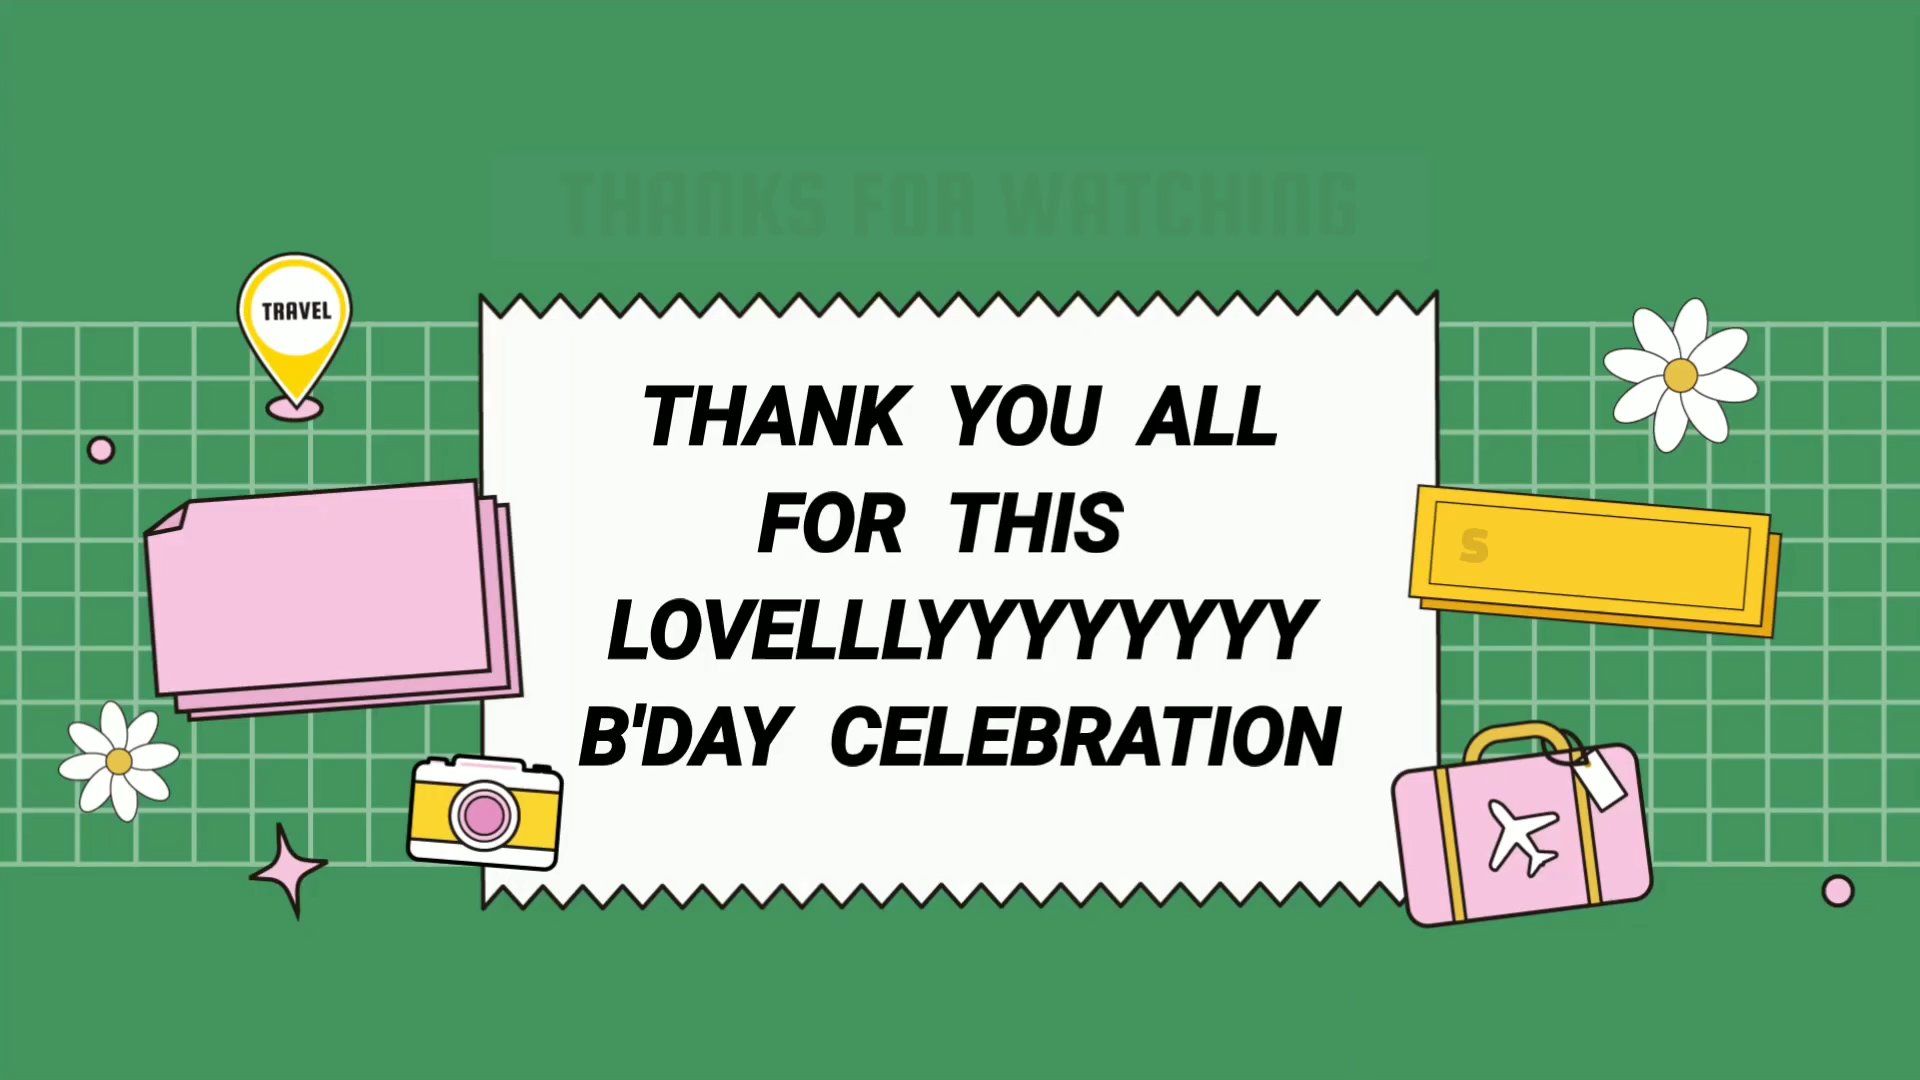 THANKS FOR WATCHING
TRAVEL
THANK YOU ALL
FOR THIS
LOVELLLYYYYYYYY
B'DAY CELEBRATION
S